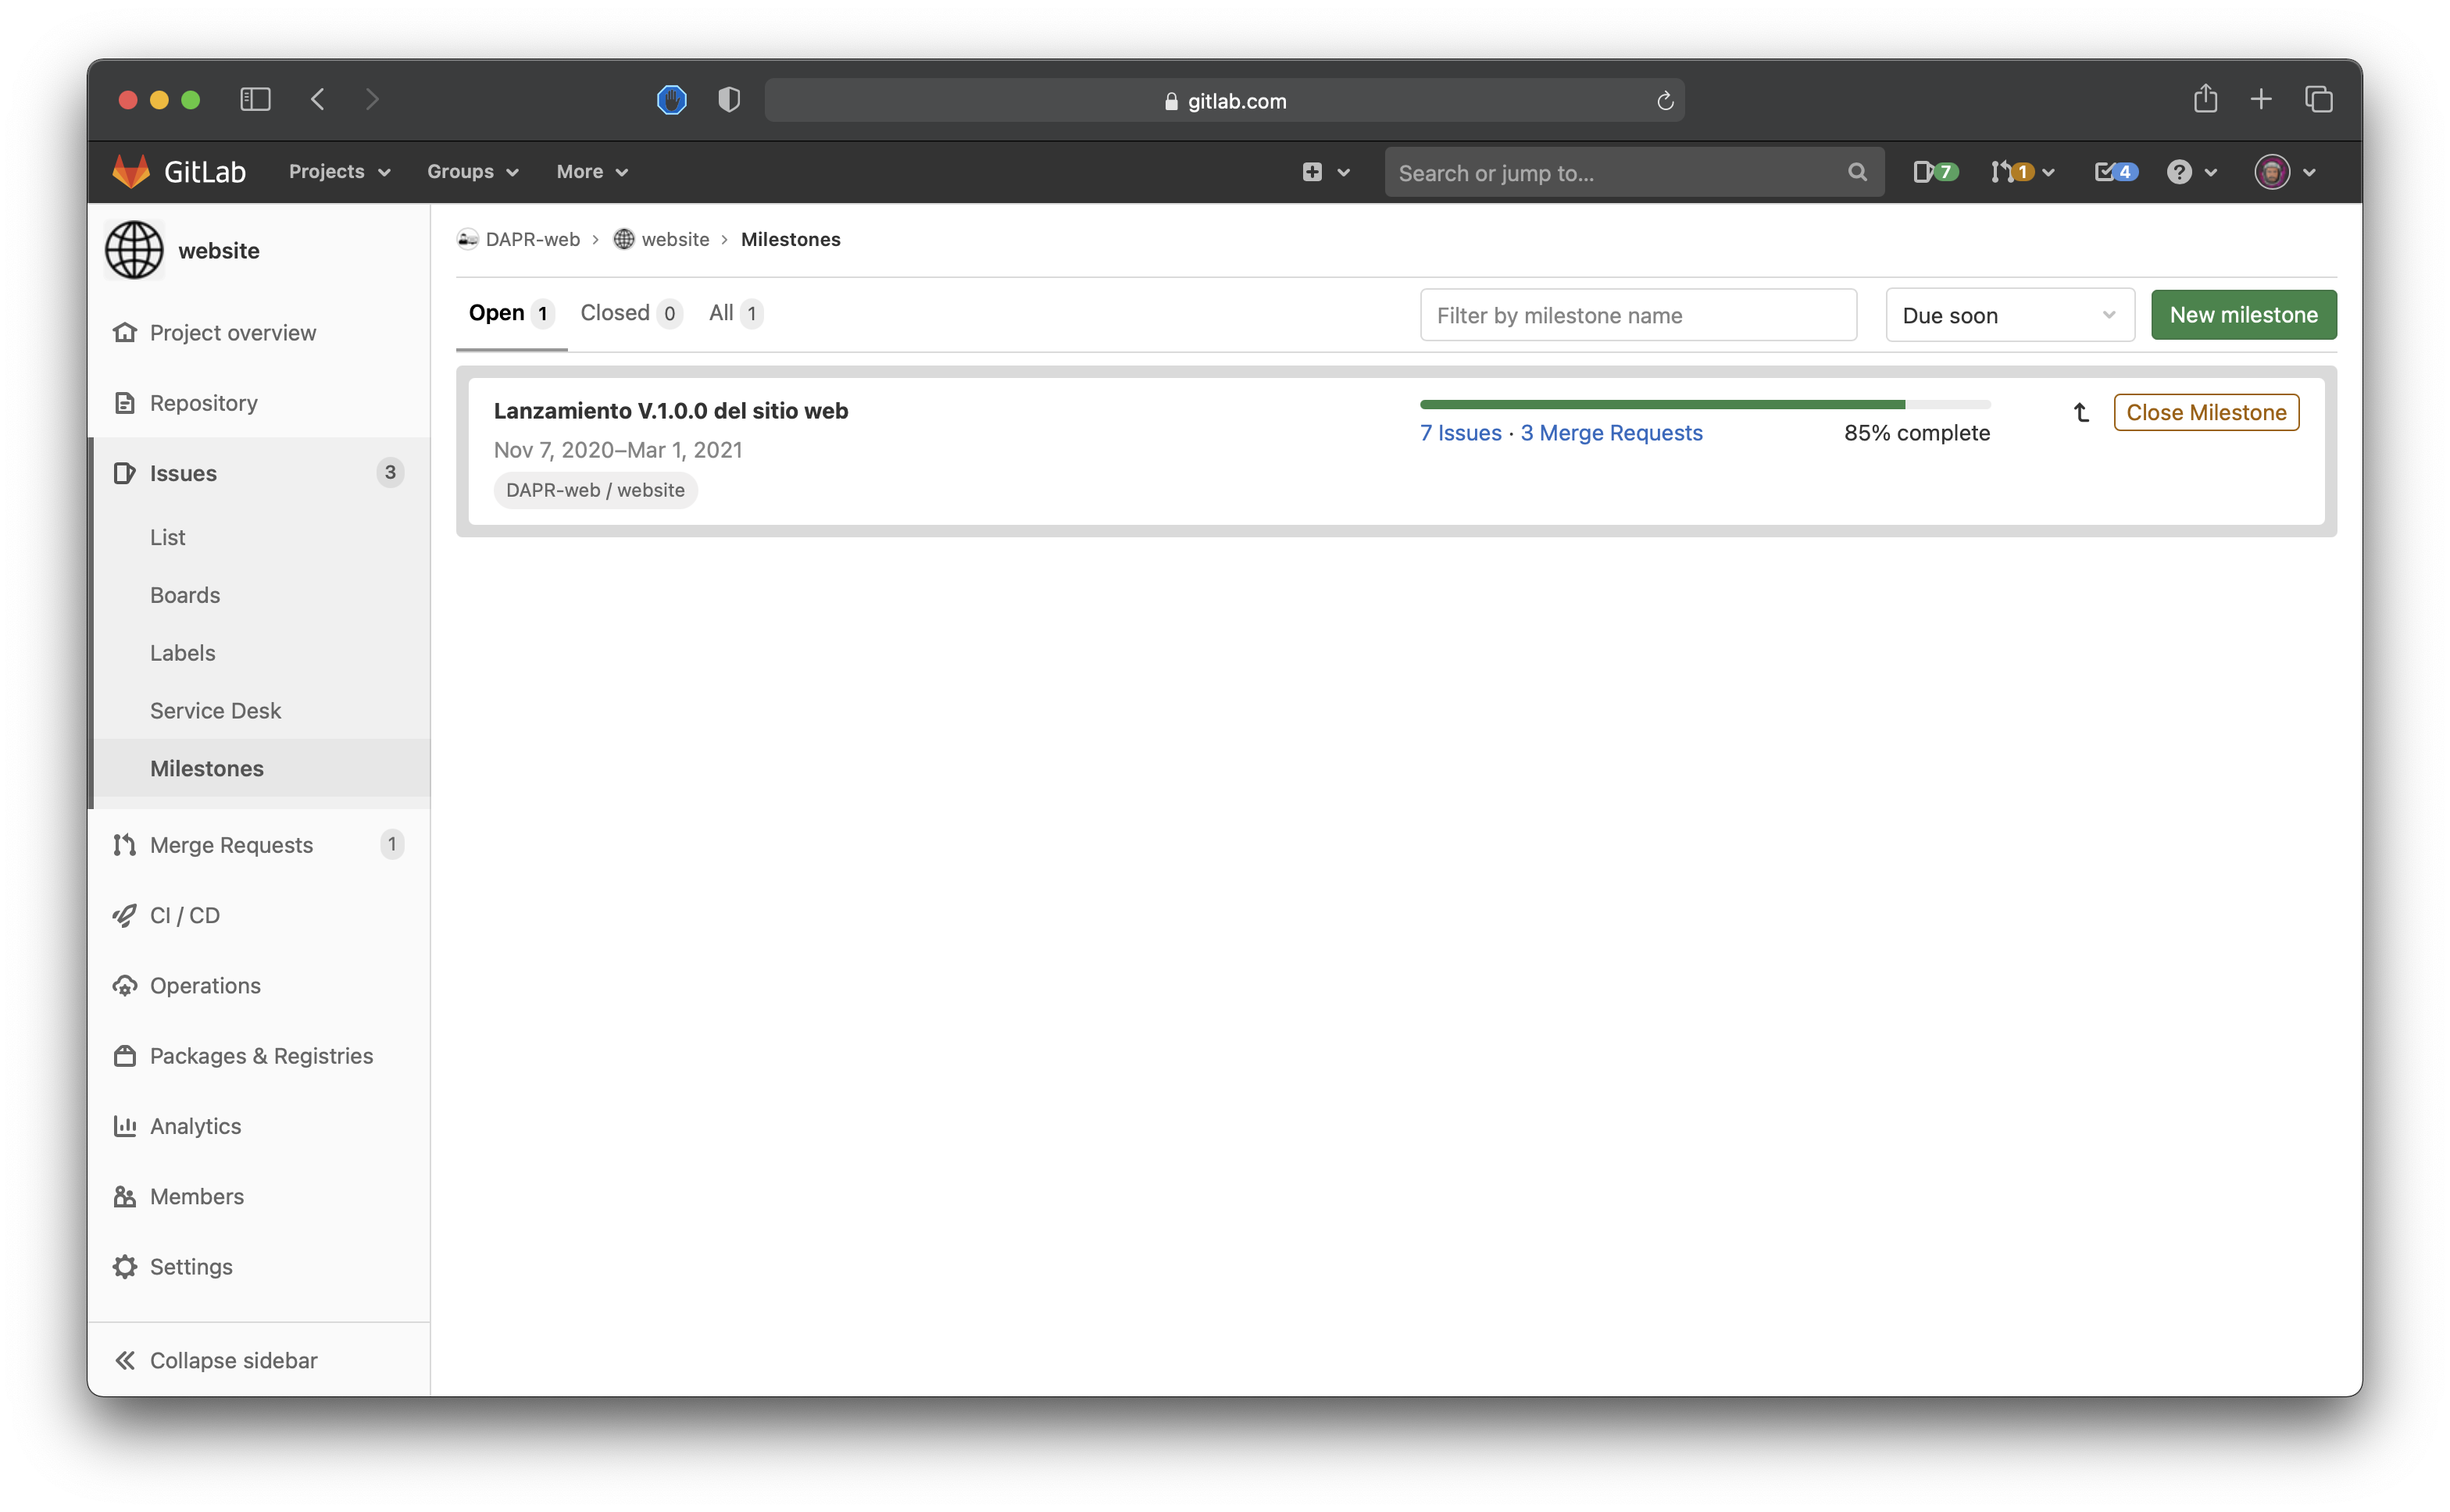 gitlab.com
GitLab Projects Groups More Search or jump to... 7 1 4
website
Project overview
Repository
Issues 3
List
Boards
Labels
Service Desk
Milestones
Merge Requests 1
CI / CD
Operations
Packages & Registries
Analytics
Members
Settings
Collapse sidebar
DAPR-web › website › Milestones
Open 1 Closed 0 All 1 Filter by milestone name Due soon New milestone
Lanzamiento V.1.0.0 del sitio web
Nov 7, 2020–Mar 1, 2021
DAPR-web / website
7 Issues · 3 Merge Requests 85% complete
Close Milestone